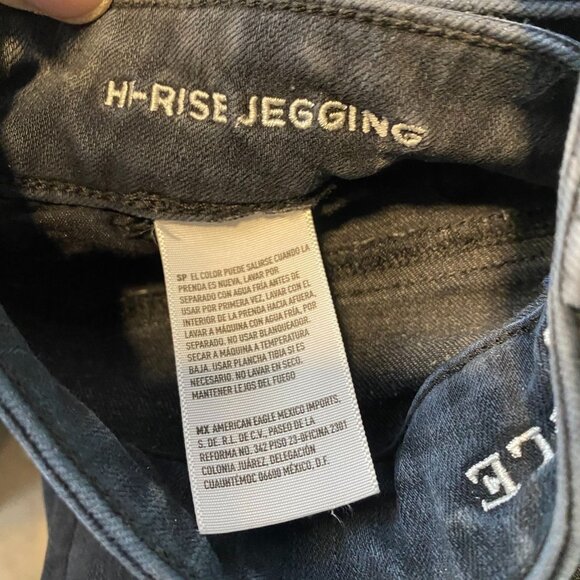 HI-RISE JEGGING
SP EL COLOR PUEDE SALIRSE CUANDO LA
PRENDA ES NUEVA, LAVAR POR
SEPARADO CON AGUA FRÍA ANTES DE
USAR POR PRIMERA VEZ. LAVAR CON EL
INTERIOR DE LA PRENDA HACIA AFUERA,
LAVAR A MÁQUINA CON AGUA FRÍA, POR
SEPARADO. NO USAR BLANQUEADOR.
SECAR A MÁQUINA A TEMPERATURA
BAJA. USAR PLANCHA TIBIA SI ES
NECESARIO. NO LAVAR EN SECO.
MANTENER LEJOS DEL FUEGO
MX AMERICAN EAGLE MEXICO IMPORTS,
S. DE R.L. DE C.V., PASEO DE LA
REFORMA NO. 342 PISO 23-OFICINA 2301
COLONIA JUÁREZ, DELEGACIÓN
CUAUHTÉMOC 06600 MÉXICO, D.F.
LE